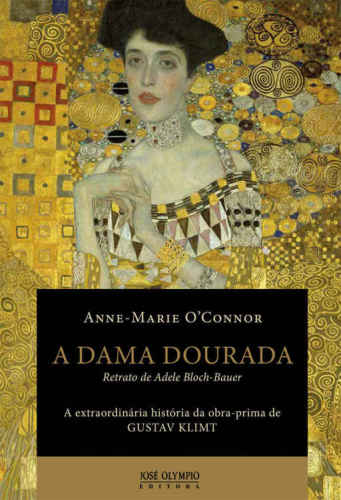 ANNE-MARIE O'CONNOR
A DAMA DOURADA
Retrato de Adele Bloch-Bauer
A extraordinária história da obra-prima de
GUSTAV KLIMT
JOSÉ OLYMPIO
EDITORA